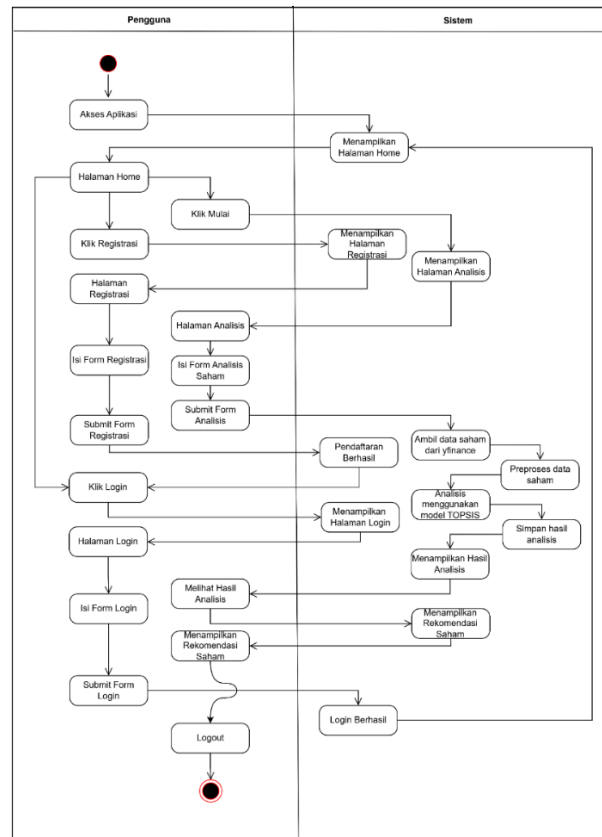 Pengguna
Sistem
Akses Aplikasi
Menampilkan
Halaman Home
Halaman Home
Klik Mulai
Klik Registrasi
Menampilkan
Halaman
Registrasi
Menampilkan
Halaman Analisis
Halaman
Registrasi
Halaman Analisis
Isi Form Registrasi
Isi Form Analisis
Saham
Submit Form
Analisis
Submit Form
Registrasi
Ambil data saham
dari yfinance
Pendaftaran
Berhasil
Preproses data
saham
Klik Login
Analisis
menggunakan
model TOPSIS
Menampilkan
Halaman Login
Simpan hasil
analisis
Halaman Login
Menampilkan Hasil
Analisis
Melihat Hasil
Analisis
Isi Form Login
Menampilkan
Rekomendasi
Saham
Menampilkan
Rekomendasi
Saham
Submit Form
Login
Login Berhasil
Logout